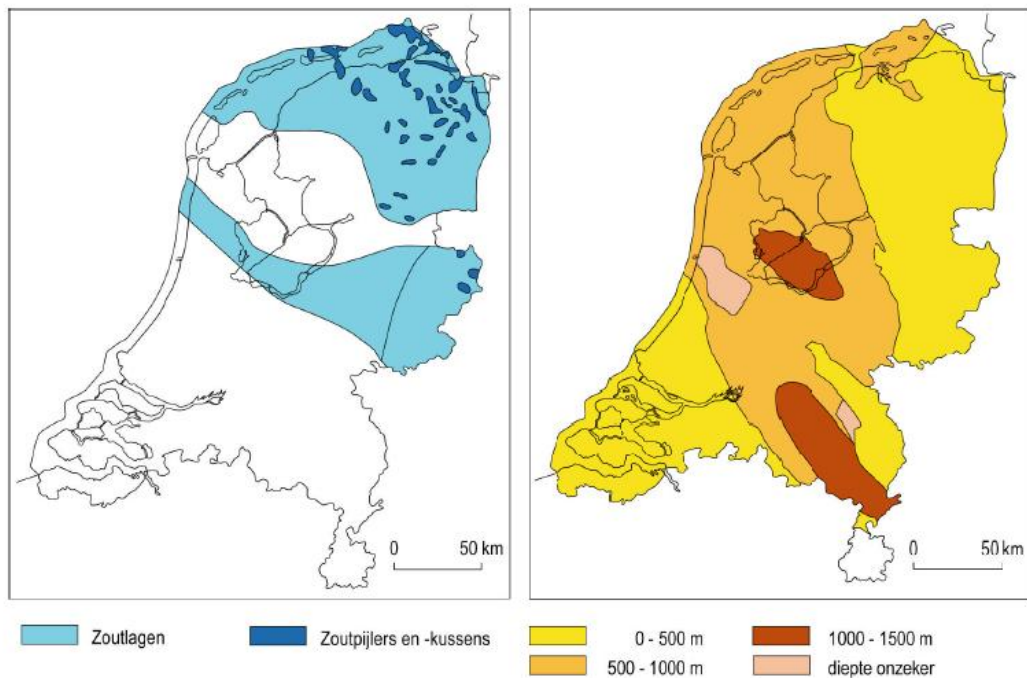 0 50 km
0 50 km
Zoutlagen
Zoutpijlers en -kussens
0 - 500 m
1000 - 1500 m
500 - 1000 m
diepte onzeker